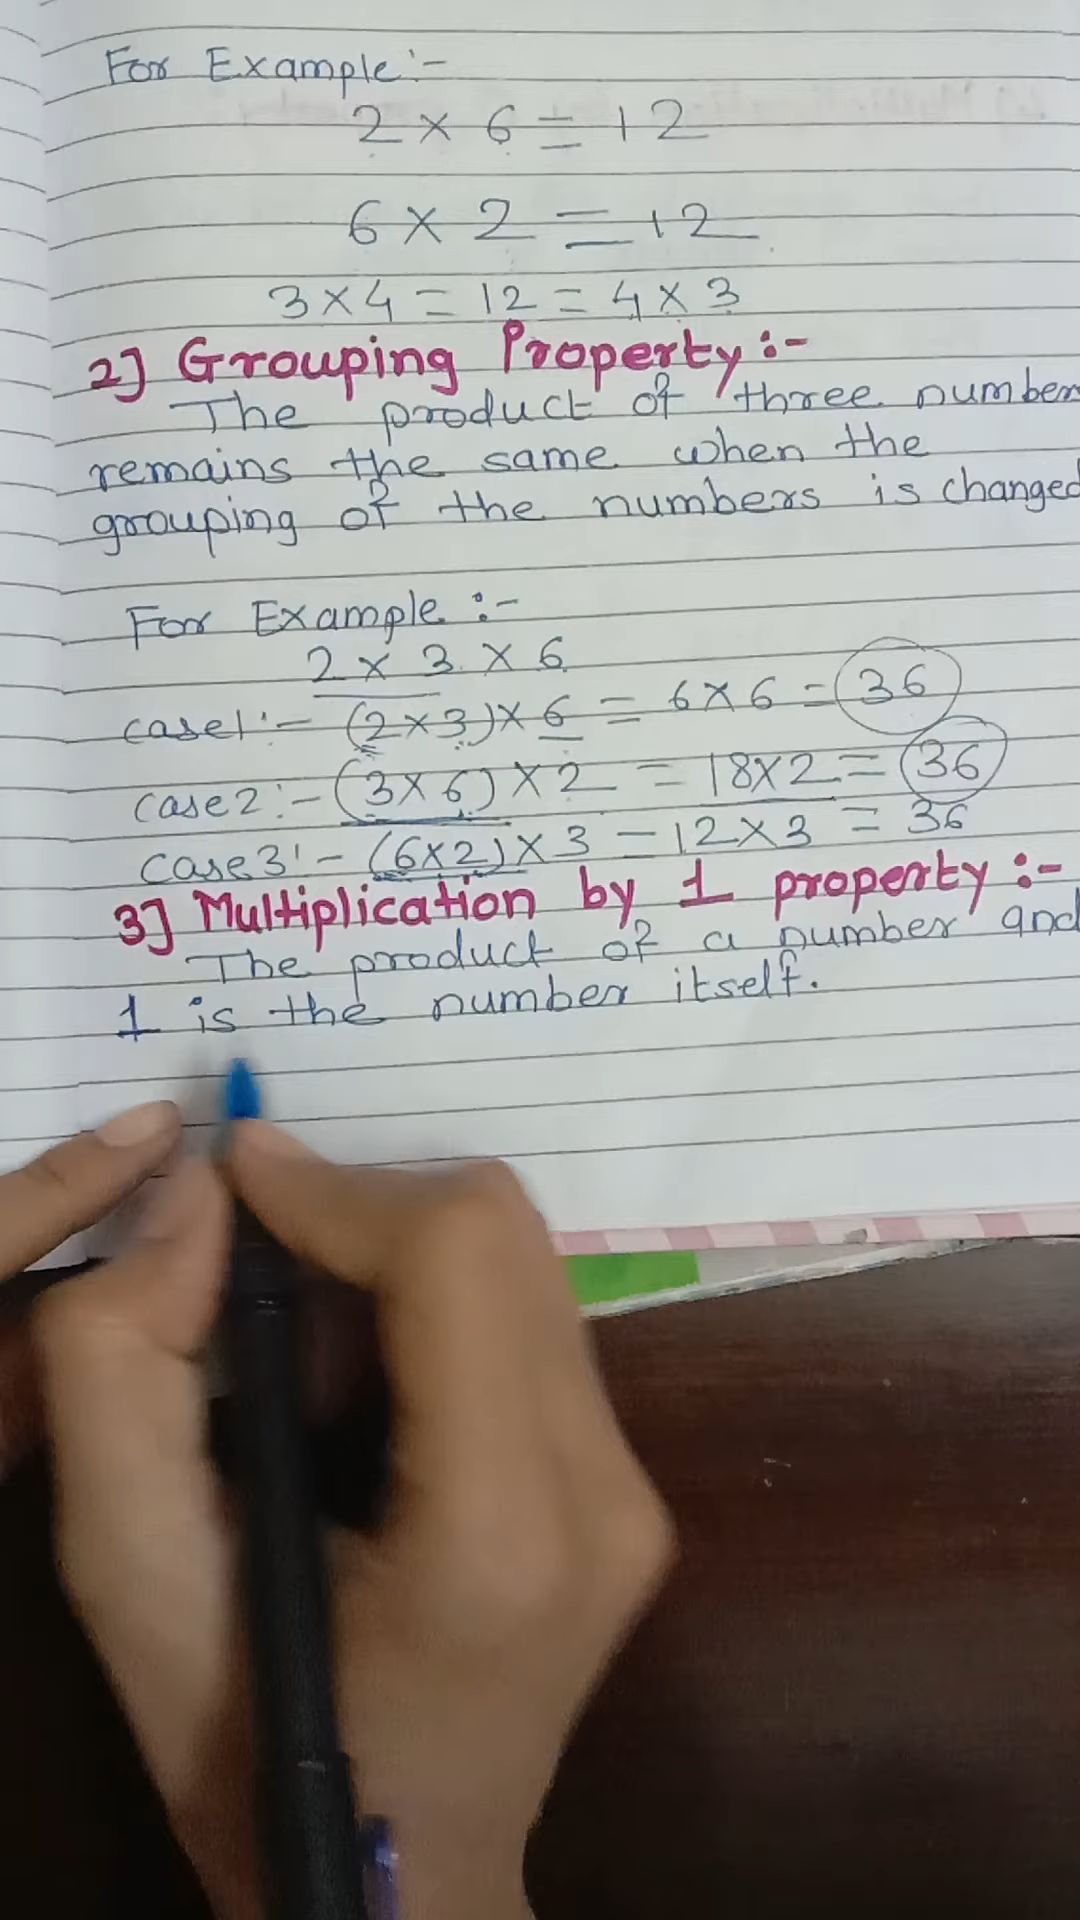 For Example :-
2 × 6 = 12
6 × 2 = 12
3 × 4 = 12 = 4 × 3
2] Grouping Property :-
The product of three number
remains the same when the
grouping of the numbers is changed
For Example :-
2 × 3 × 6
case1 :- (2×3)×6 = 6×6 = 36
case2 :- (3×6)×2 = 18×2 = 36
case3 :- (6×2)×3 = 12×3 = 36
3] Multiplication by 1 property :-
The product of a number and
1 is the number itself.